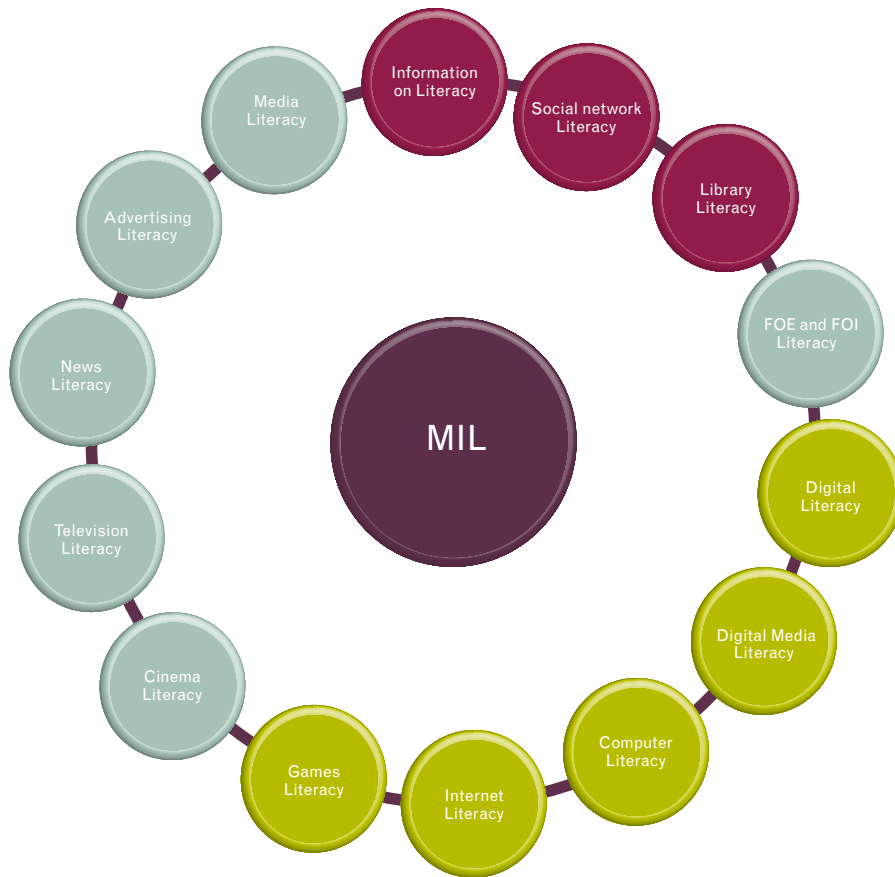 Information
on Literacy
Social network
Literacy
Library
Literacy
FOE and FOI
Literacy
Digital
Literacy
Digital Media
Literacy
Computer
Literacy
Internet
Literacy
Games
Literacy
Cinema
Literacy
Television
Literacy
News
Literacy
Advertising
Literacy
Media
Literacy
MIL